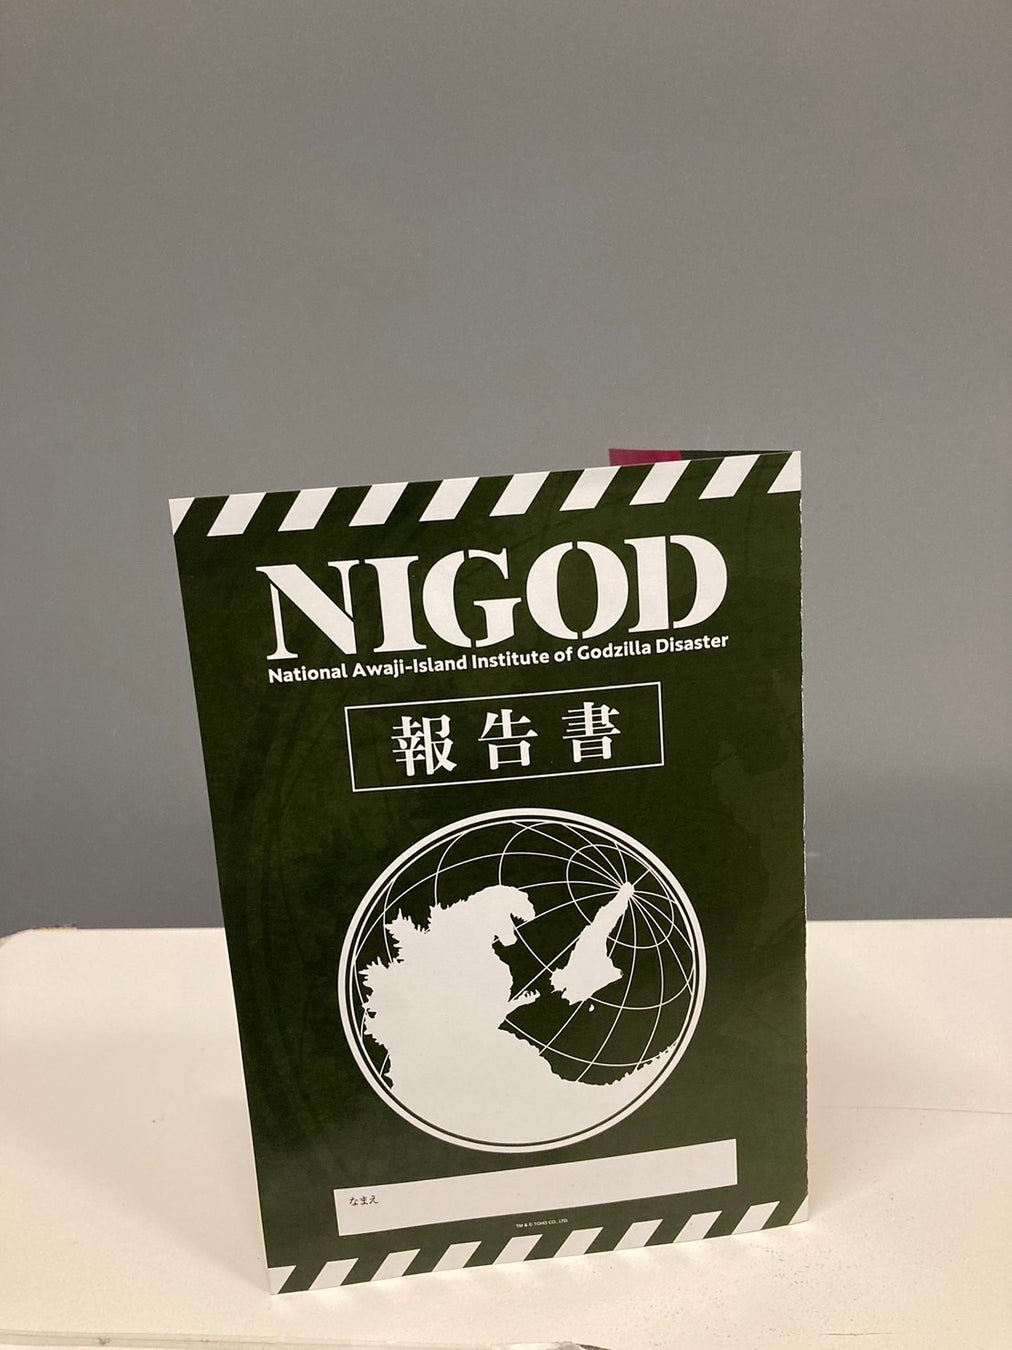 NIGOD
National Awaji-Island Institute of Godzilla Disaster
報告書
なまえ
TM & © TOHO CO., LTD.